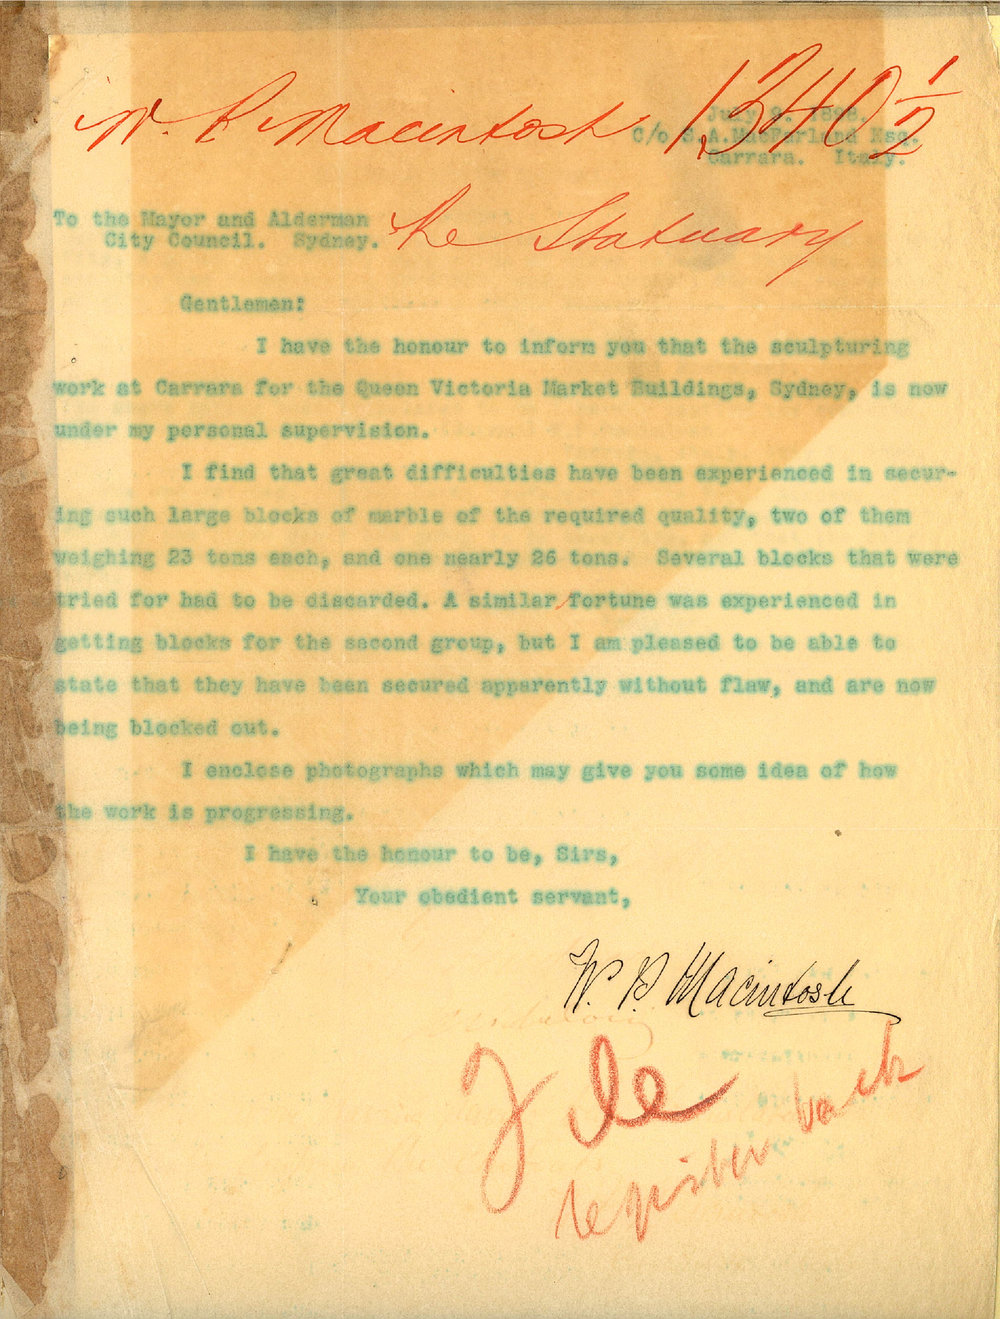 W. P. Macintosh 1340 1/2
July 9. 1898.
C/o S.A.MacFarland Esq.
Carrara. Italy.
To the Mayor and Alderman
City Council. Sydney.
Re Statuary
Gentlemen:
I have the honour to inform you that the sculpturing
work at Carrara for the Queen Victoria Market Buildings, Sydney, is now
under my personal supervision.
I find that great difficulties have been experienced in secur-
ing such large blocks of marble of the required quality, two of them
weighing 23 tons each, and one nearly 26 tons. Several blocks that were
tried for had to be discarded. A similar fortune was experienced in
getting blocks for the second group, but I am pleased to be able to
state that they have been secured apparently without flaw, and are now
being blocked out.
I enclose photographs which may give you some idea of how
the work is progressing.
I have the honour to be, Sirs,
Your obedient servant,
W. P. Macintosh
File
register back